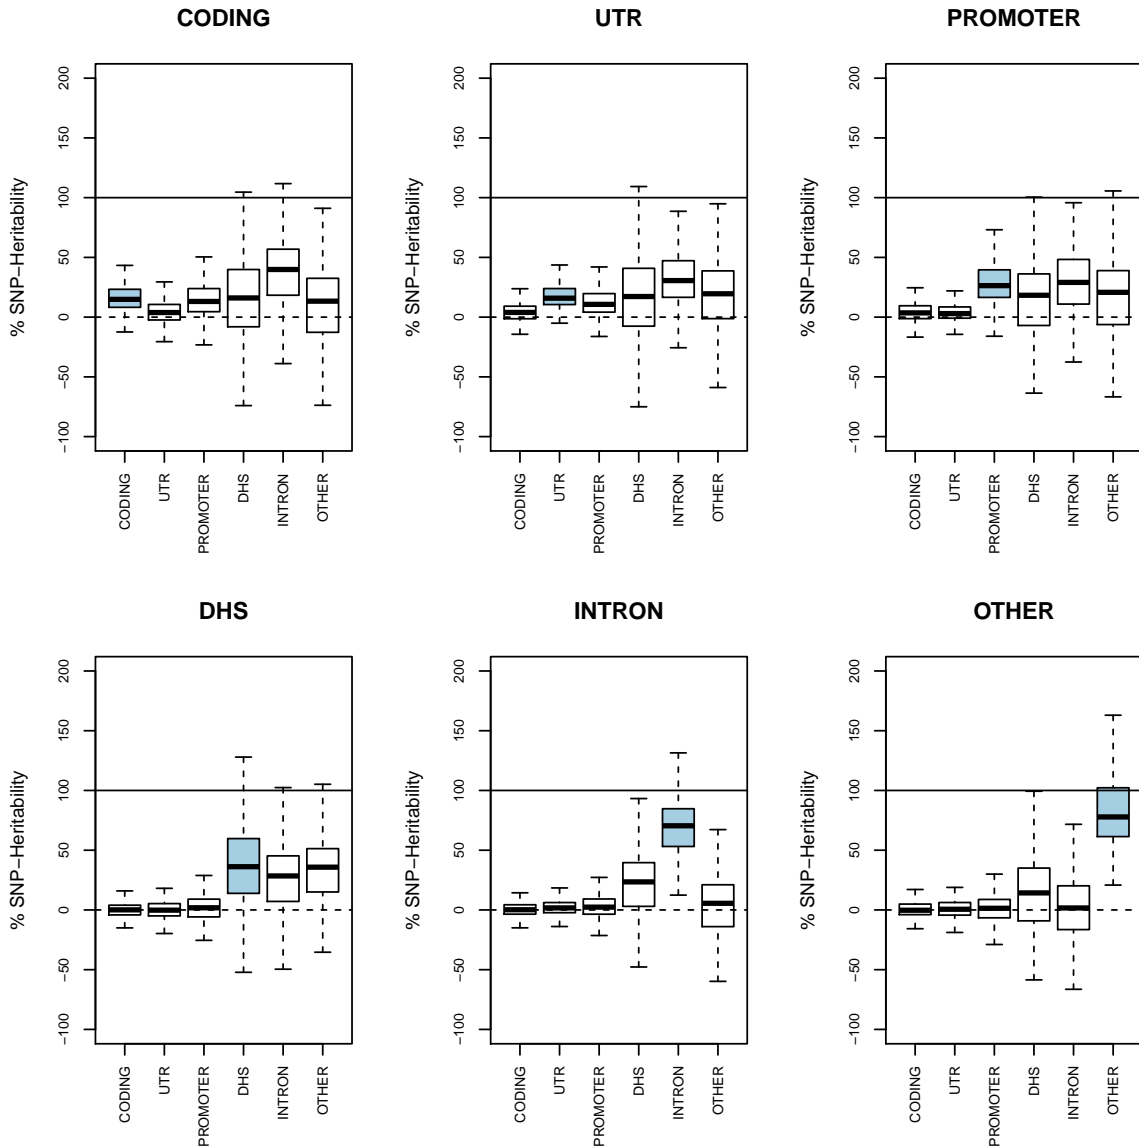 CODING
UTR
PROMOTER
% SNP−Heritability
−100
−50
0
50
100
150
200
CODING
UTR
PROMOTER
DHS
INTRON
OTHER
% SNP−Heritability
−100
−50
0
50
100
150
200
CODING
UTR
PROMOTER
DHS
INTRON
OTHER
% SNP−Heritability
−100
−50
0
50
100
150
200
CODING
UTR
PROMOTER
DHS
INTRON
OTHER
DHS
INTRON
OTHER
% SNP−Heritability
−100
−50
0
50
100
150
200
CODING
UTR
PROMOTER
DHS
INTRON
OTHER
% SNP−Heritability
−100
−50
0
50
100
150
200
CODING
UTR
PROMOTER
DHS
INTRON
OTHER
% SNP−Heritability
−100
−50
0
50
100
150
200
CODING
UTR
PROMOTER
DHS
INTRON
OTHER